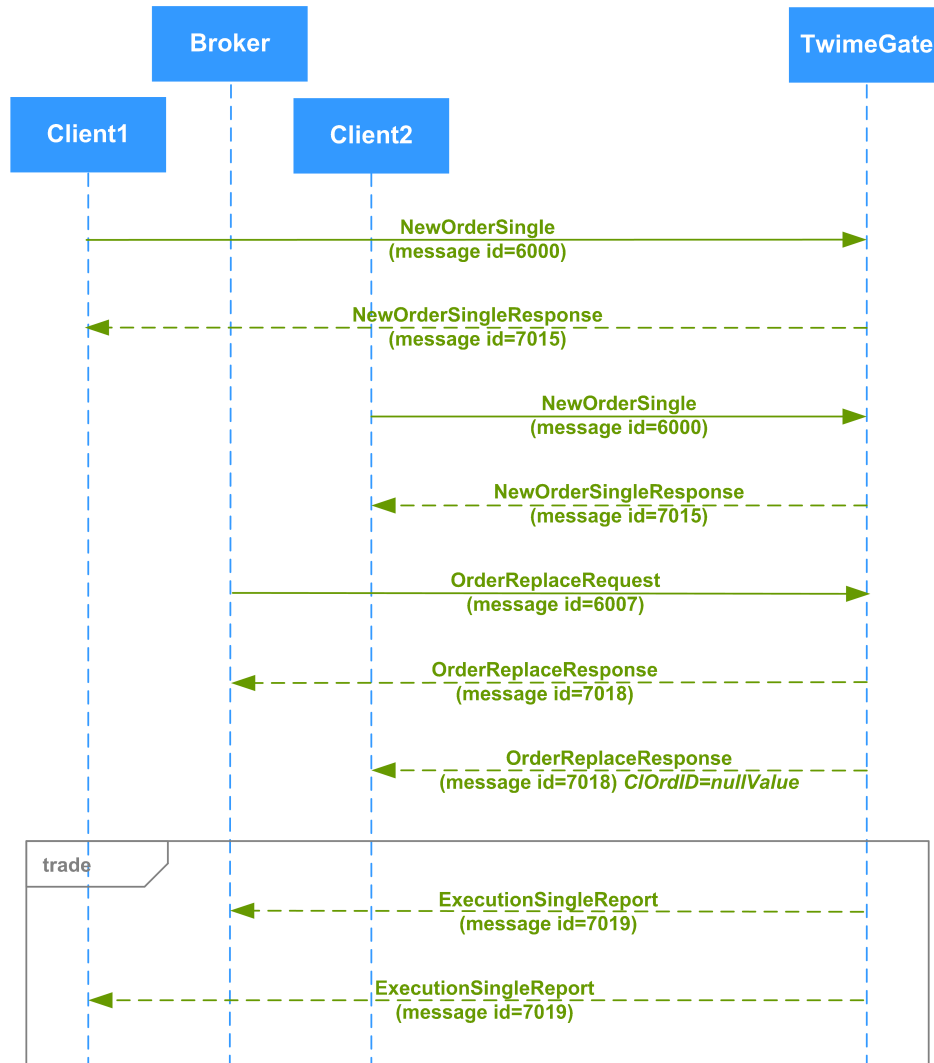 Broker
TwimeGate
Client1
Client2
NewOrderSingle
(message id=6000)
NewOrderSingleResponse
(message id=7015)
NewOrderSingle
(message id=6000)
NewOrderSingleResponse
(message id=7015)
OrderReplaceRequest
(message id=6007)
OrderReplaceResponse
(message id=7018)
OrderReplaceResponse
(message id=7018) ClOrdID=nullValue
trade
ExecutionSingleReport
(message id=7019)
ExecutionSingleReport
(message id=7019)